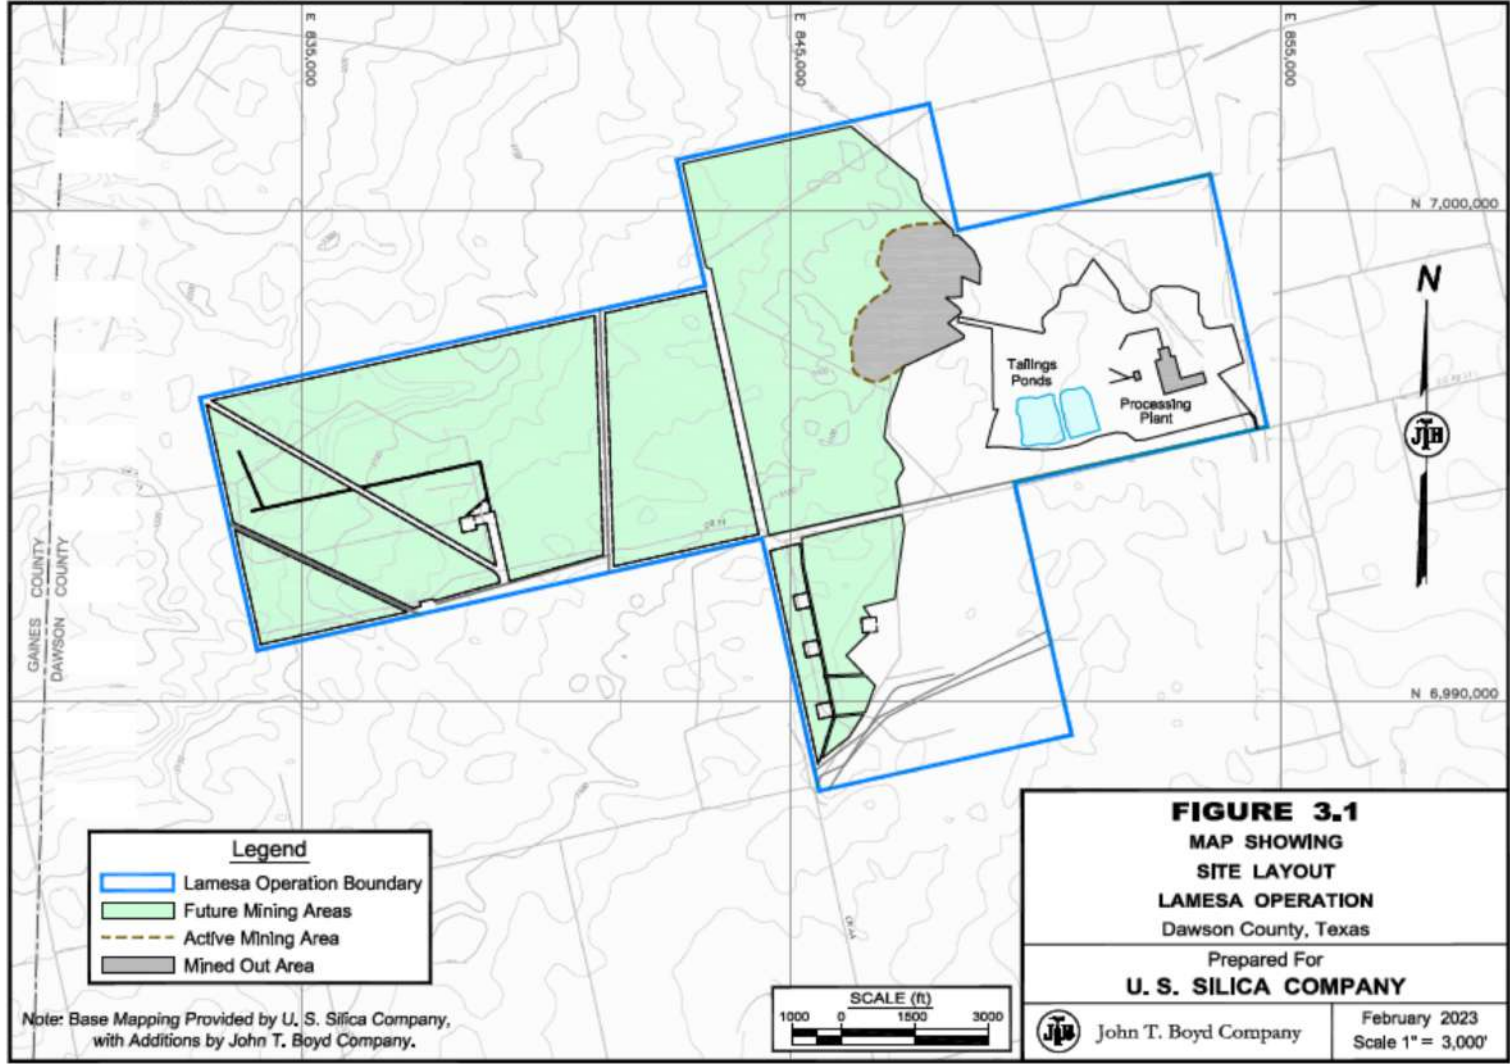 E 835,000
E 845,000
E 855,000
N 7,000,000
N
Tailings
Ponds
Processing
Plant
JTB
GAINES COUNTY
DAWSON COUNTY
N 6,990,000
CR AA
Legend
Lamesa Operation Boundary
Future Mining Areas
Active Mining Area
Mined Out Area
Note: Base Mapping Provided by U. S. Silica Company,
with Additions by John T. Boyd Company.
SCALE (ft)
1000 0 1500 3000
FIGURE 3.1
MAP SHOWING
SITE LAYOUT
LAMESA OPERATION
Dawson County, Texas
Prepared For
U. S. SILICA COMPANY
JTB
John T. Boyd Company
February 2023
Scale 1" = 3,000'